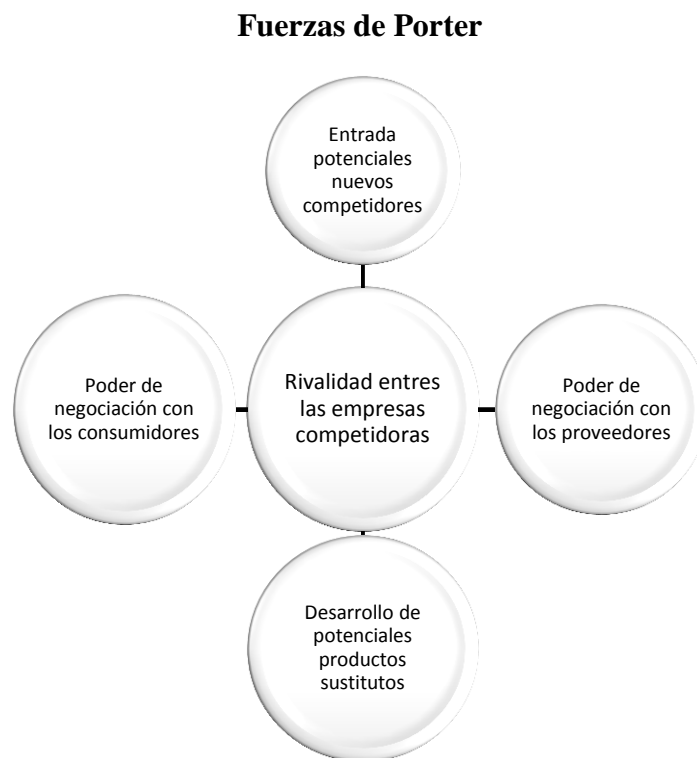 Fuerzas de Porter
Entrada
potenciales
nuevos
competidores
Poder de
negociación con
los consumidores
Rivalidad entres
las empresas
competidoras
Poder de
negociación con
los proveedores
Desarrollo de
potenciales
productos
sustitutos